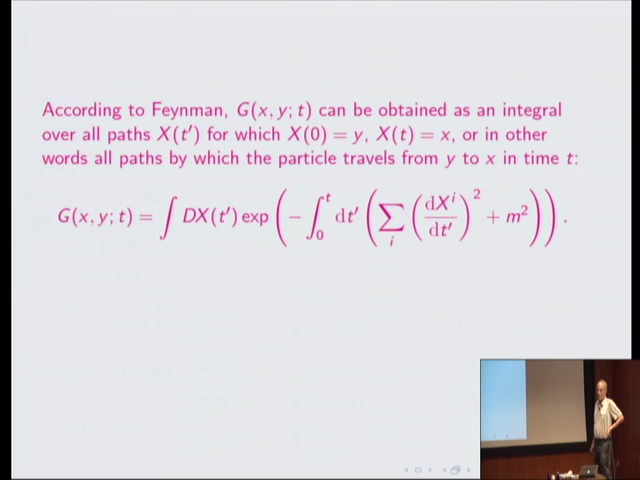 According to Feynman, G(x, y; t) can be obtained as an integral
over all paths X(t′) for which X(0) = y, X(t) = x, or in other
words all paths by which the particle travels from y to x in time t:
G(x, y; t) = ∫ DX(t′) exp (− ∫₀ᵗ dt′ (∑ᵢ (dXⁱ/dt′)² + m²)).